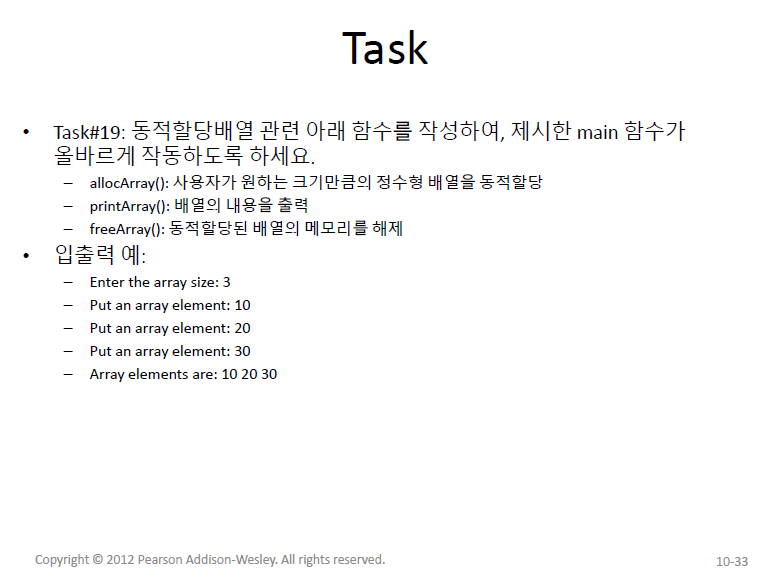 Task
• Task#19: 동적할당배열 관련 아래 함수를 작성하여, 제시한 main 함수가
올바르게 작동하도록 하세요.
– allocArray(): 사용자가 원하는 크기만큼의 정수형 배열을 동적할당
– printArray(): 배열의 내용을 출력
– freeArray(): 동적할당된 배열의 메모리를 해제
• 입출력 예:
– Enter the array size: 3
– Put an array element: 10
– Put an array element: 20
– Put an array element: 30
– Array elements are: 10 20 30
Copyright © 2012 Pearson Addison-Wesley. All rights reserved.
10-33